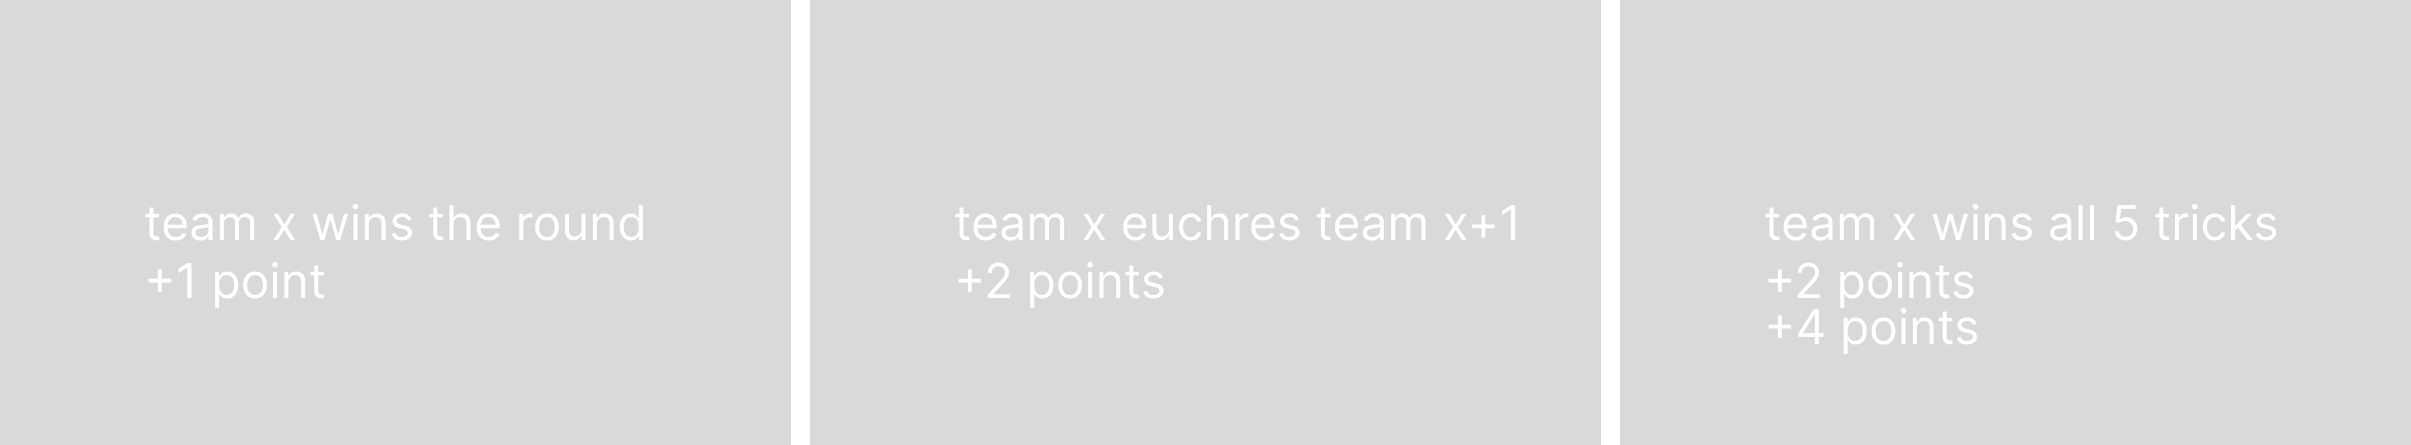 team x wins the round
+1 point
team x euchres team x+1
+2 points
team x wins all 5 tricks
+2 points
+4 points